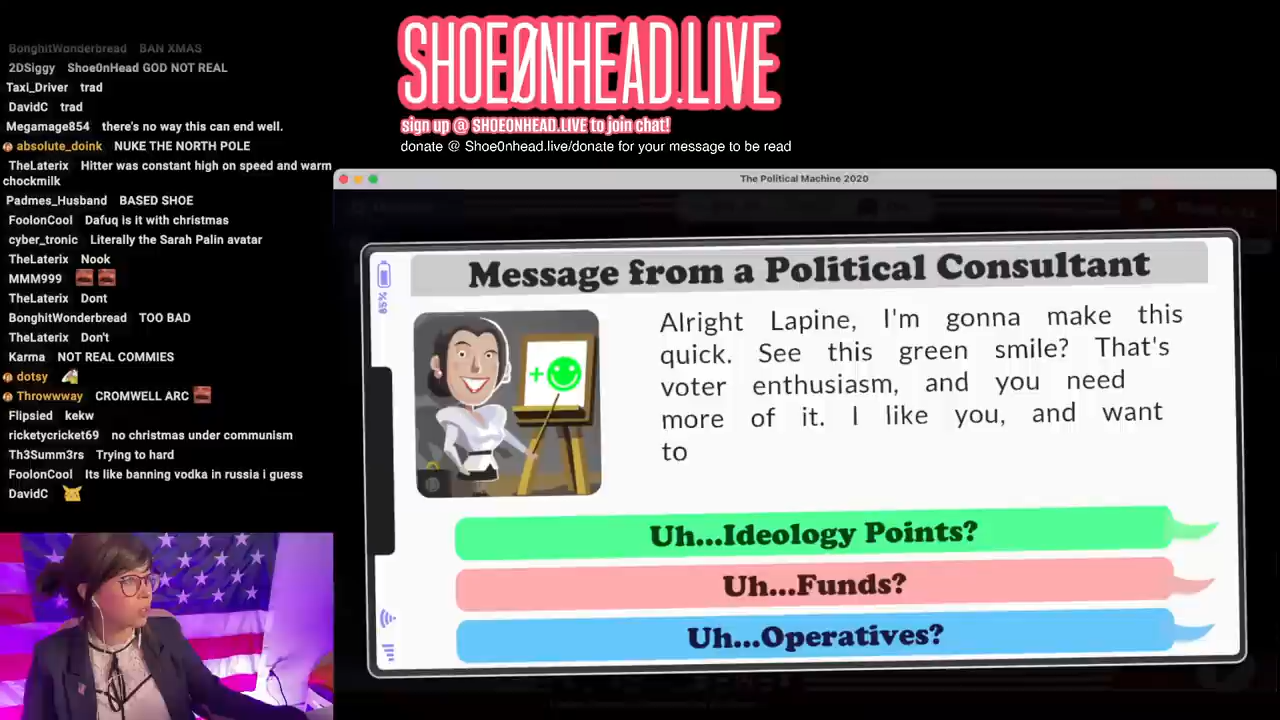 BonghitWonderbread BAN XMAS
2DSiggy Shoe0nHead GOD NOT REAL
Taxi_Driver trad
DavidC trad
Megamage854 there's no way this can end well.
absolute_doink NUKE THE NORTH POLE
TheLaterix Hitter was constant high on speed and warm
chockmilk
Padmes_Husband BASED SHOE
FoolonCool Dafuq is it with christmas
cyber_tronic Literally the Sarah Palin avatar
TheLaterix Nook
MMM999
TheLaterix Dont
BonghitWonderbread TOO BAD
TheLaterix Don't
Karma NOT REAL COMMIES
dotsy
Throwwway CROMWELL ARC
Flipsied kekw
ricketycricket69 no christmas under communism
Th3Summ3rs Trying to hard
FoolonCool Its like banning vodka in russia i guess
DavidC
SHOEØNHEAD.LIVE
sign up @ SHOE0NHEAD.LIVE to join chat!
donate @ Shoe0nhead.live/donate for your message to be read
The Political Machine 2020
85%
Message from a Political Consultant
Alright Lapine, I'm gonna make this
quick. See this green smile? That's
voter enthusiasm, and you need
more of it. I like you, and want
to
+
Uh...Ideology Points?
Uh...Funds?
Uh...Operatives?